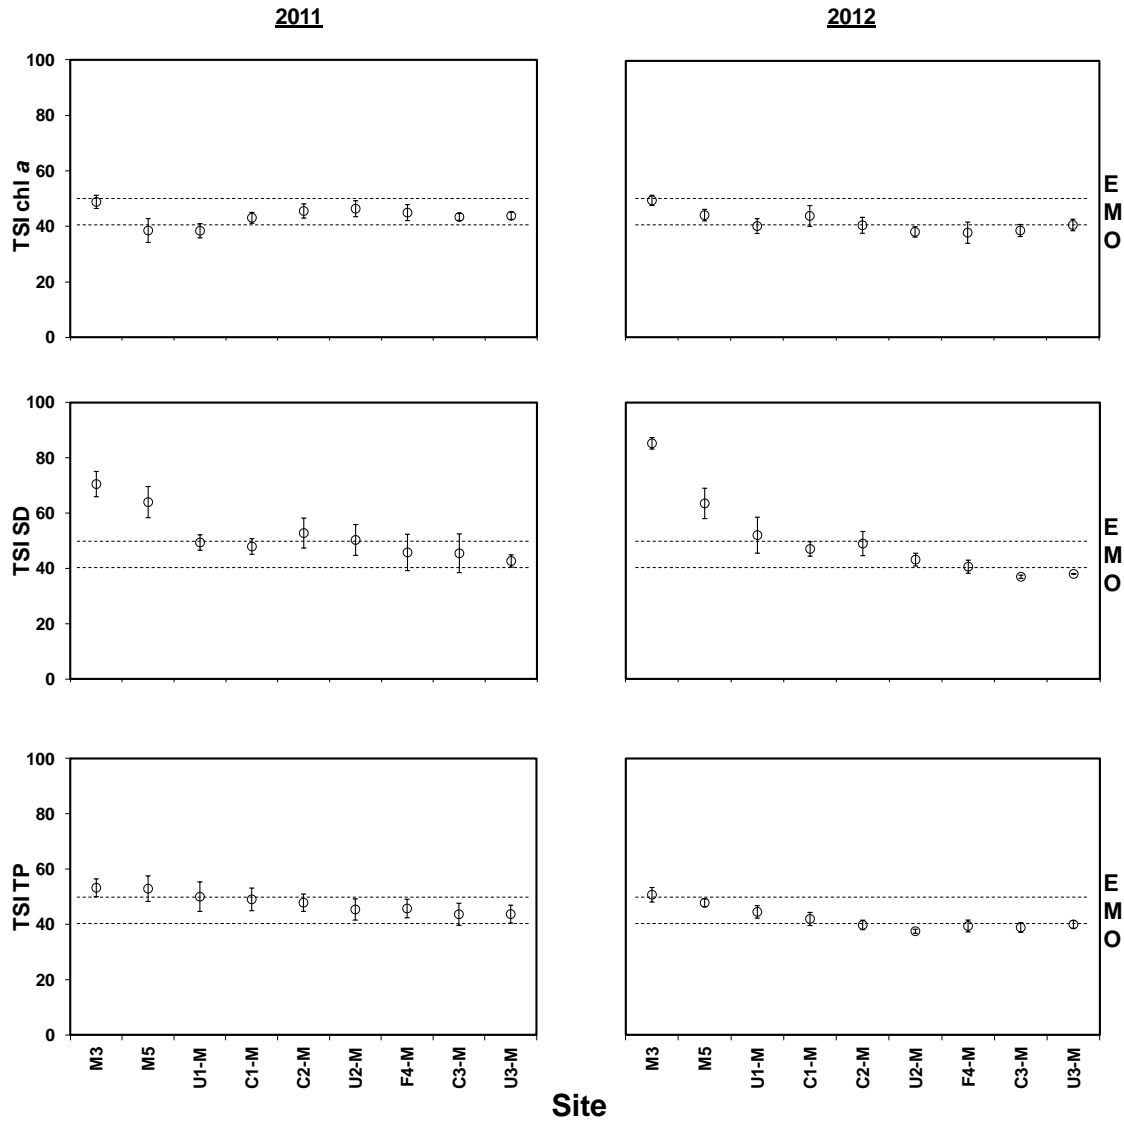 2011
2012
100
80
60
40
20
0
TSI chl a
E
M
O
100
80
60
40
20
0
TSI SD
E
M
O
100
80
60
40
20
0
TSI TP
E
M
O
M3
M5
U1-M
C1-M
C2-M
U2-M
F4-M
C3-M
U3-M
M3
M5
U1-M
C1-M
C2-M
U2-M
F4-M
C3-M
U3-M
Site